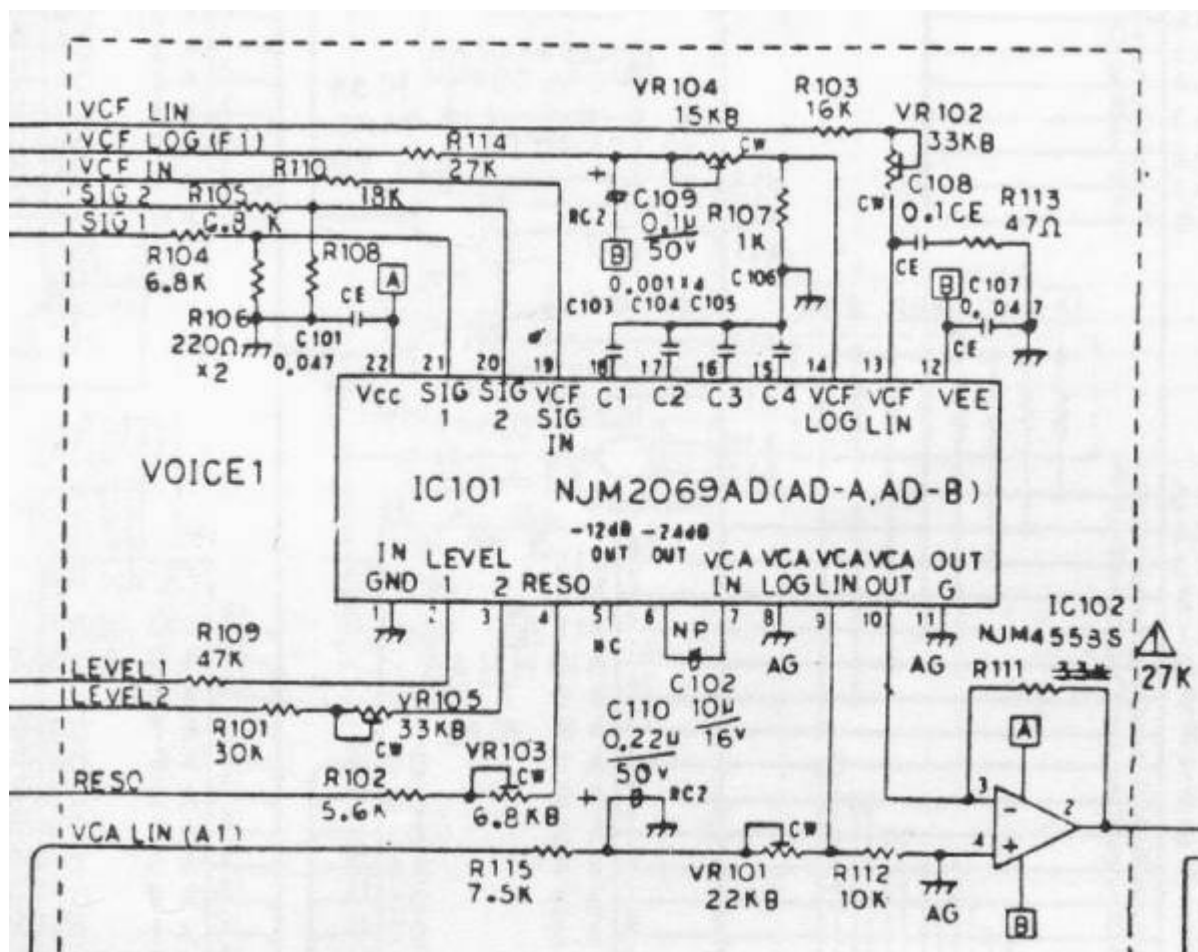 VCF LIN
VCF LOG (F1)
VCF IN
SIG 2
SIG 1
R114
27K
R110
18K
R105
6.8 K
R104
6.8K
R108
R106
220Ω
×2
A
CE
C101
0.047
VR104
15KB
CW
R103
16K
VR102
33KB
CW
+
RC2
C109
0.1µ
50V
B
R107
1K
C108
0.1CE
R113
47Ω
CE
B
C107
0.047
CE
0.001×4
C103 C104 C105
C106
22 21 20 19 18 17 16 15 14 13 12
VCC
SIG
1
SIG
2
VCF
SIG
IN
C1 C2 C3 C4
VCF
LOG
VCF
LIN
VEE
VOICE1
IC101 NJM2069AD(AD-A,AD-B)
IN
GND
LEVEL
1 2
RESO
-12dB
OUT
-24dB
OUT
VCA
IN
VCA
LOG
VCA
LIN
VCA
OUT
OUT
G
1 2 3 4 5 6 7 8 9 10 11
NC
NP
AG
AG
C102
10µ
16V
IC102
NJM4558S
R111
33K
27K
R109
47K
LEVEL1
LEVEL2
R101
30K
VR105
33KB
CW
RESO
R102
5.6K
VR103
CW
6.8KB
C110
0.22µ
50V
+
RC2
VCA LIN (A1)
R115
7.5K
VR101
22KB
CW
R112
10K
AG
A
3
-
2
4
+
B